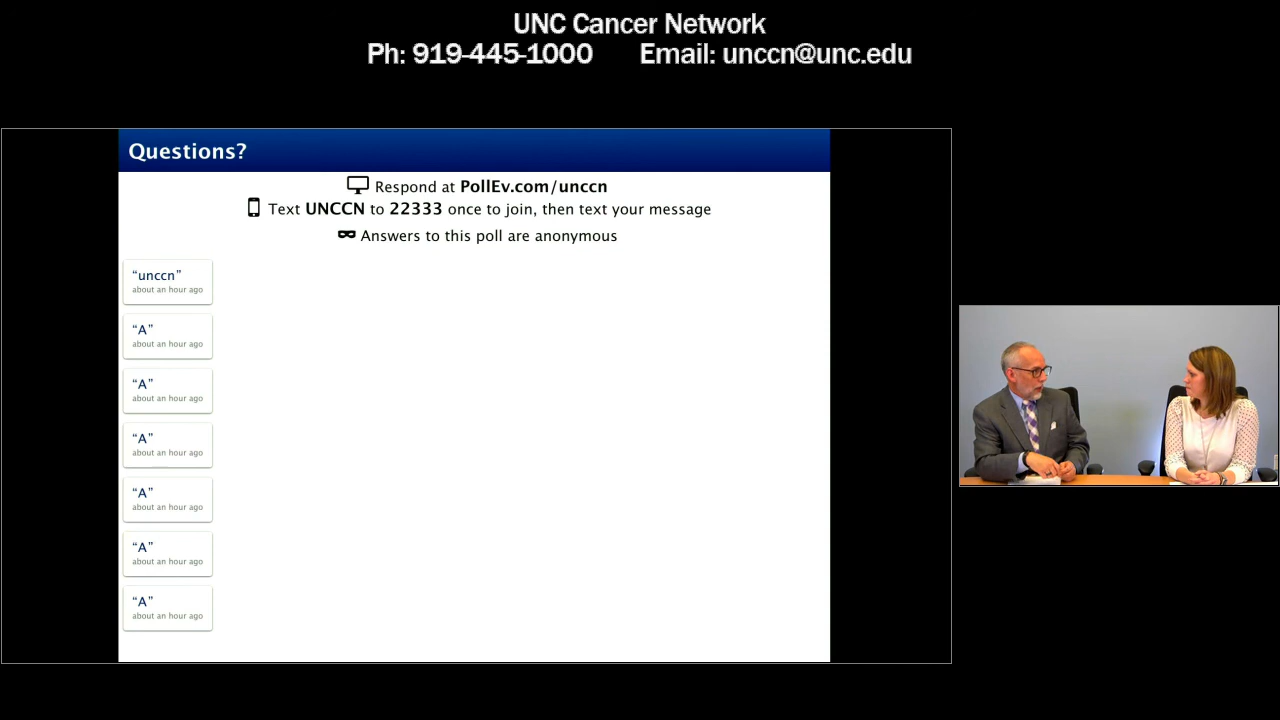 UNC Cancer Network
Ph: 919-445-1000 Email: unccn@unc.edu
Questions?
Respond at PollEv.com/unccn
Text UNCCN to 22333 once to join, then text your message
Answers to this poll are anonymous
“unccn”
about an hour ago
“A”
about an hour ago
“A”
about an hour ago
“A”
about an hour ago
“A”
about an hour ago
“A”
about an hour ago
“A”
about an hour ago